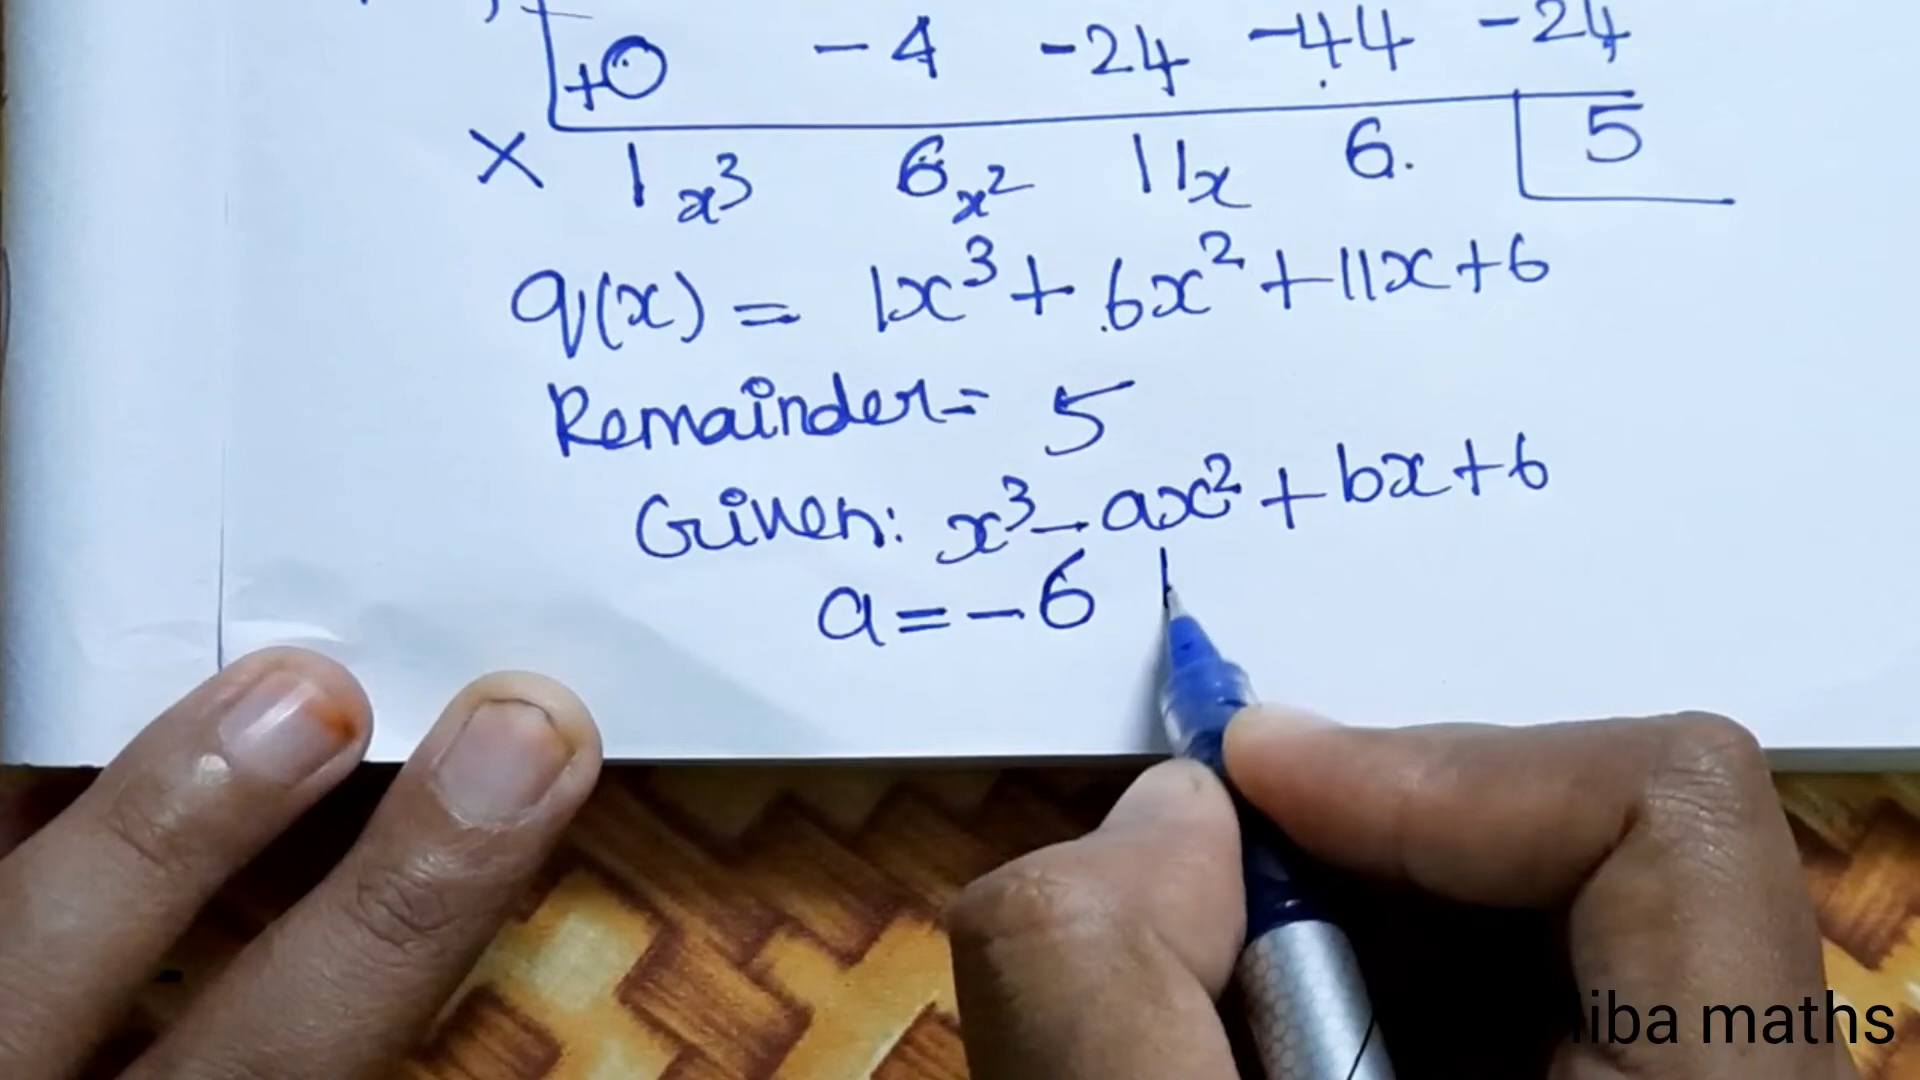 +0 -4 -24 -44 -24
× 1x³ 6x² 11x 6. 5
q(x) = 1x³ + 6x² + 11x + 6
Remainder = 5
Given: x³ - ax² + bx + 6
a = -6
iba maths